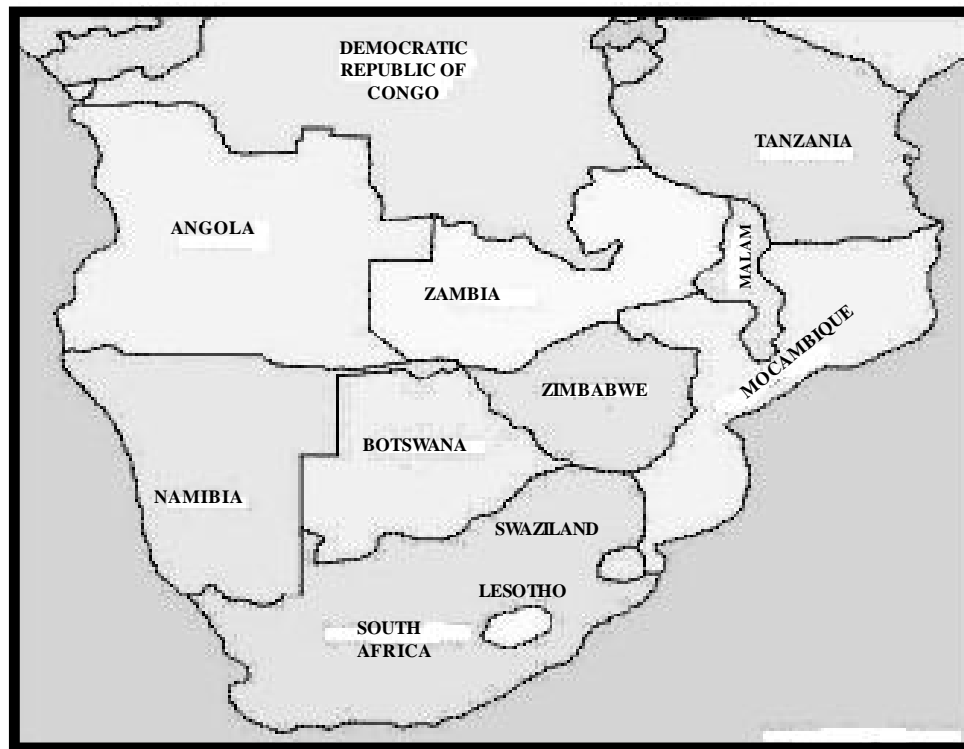 DEMOCRATIC
REPUBLIC OF
CONGO
TANZANIA
ANGOLA
MALAM
ZAMBIA
MOCAMBIQUE
ZIMBABWE
BOTSWANA
NAMIBIA
SWAZILAND
LESOTHO
SOUTH
AFRICA